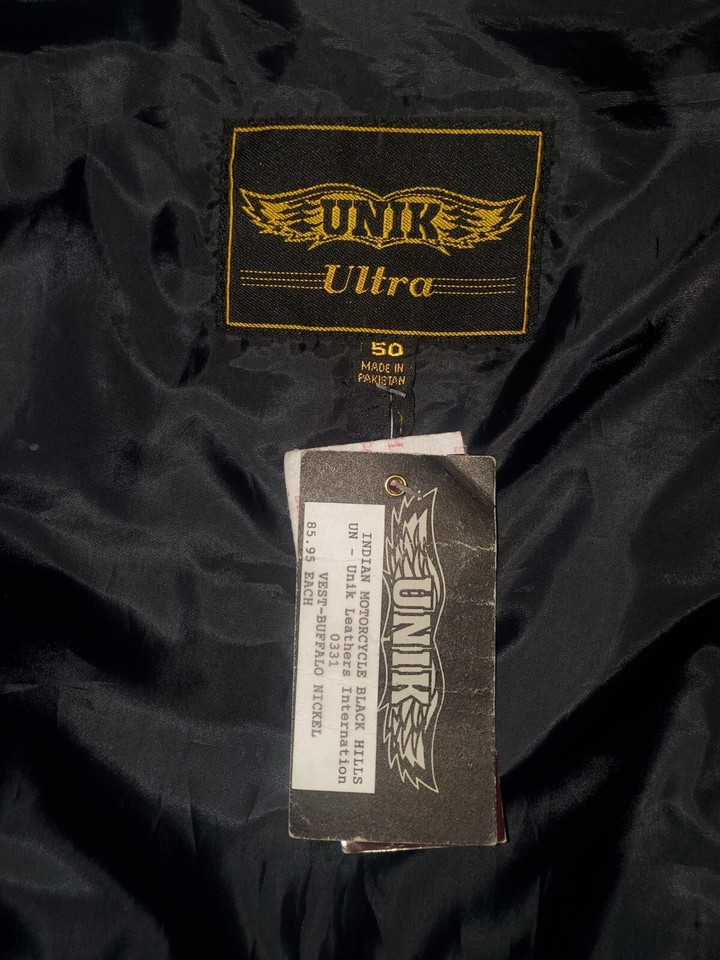 UNIK
Ultra
50
MADE IN
PAKISTAN
UNIK
INDIAN MOTORCYCLE BLACK HILLS
UN - Unik Leathers Internation
0331
VEST-BUFFALO NICKEL
85.95 EACH